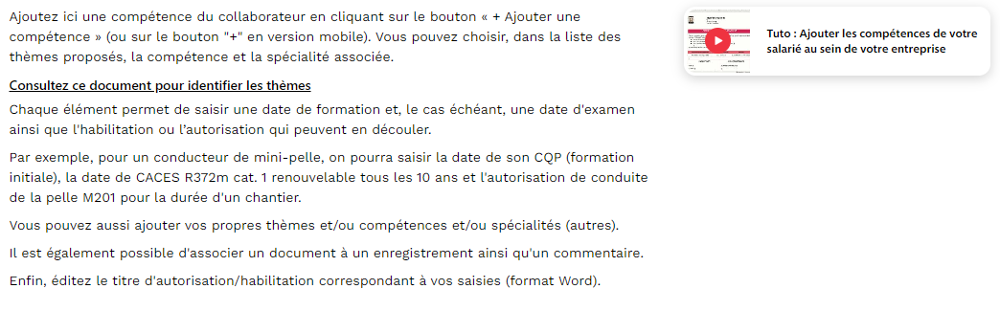 Ajoutez ici une compétence du collaborateur en cliquant sur le bouton « + Ajouter une
compétence » (ou sur le bouton "+" en version mobile). Vous pouvez choisir, dans la liste des
thèmes proposés, la compétence et la spécialité associée.
Consultez ce document pour identifier les thèmes
Chaque élément permet de saisir une date de formation et, le cas échéant, une date d'examen
ainsi que l'habilitation ou l’autorisation qui peuvent en découler.
Par exemple, pour un conducteur de mini-pelle, on pourra saisir la date de son CQP (formation
initiale), la date de CACES R372m cat. 1 renouvelable tous les 10 ans et l'autorisation de conduite
de la pelle M201 pour la durée d'un chantier.
Vous pouvez aussi ajouter vos propres thèmes et/ou compétences et/ou spécialités (autres).
Il est également possible d'associer un document à un enregistrement ainsi qu'un commentaire.
Enfin, éditez le titre d'autorisation/habilitation correspondant à vos saisies (format Word).
Tuto : Ajouter les compétences de votre
salarié au sein de votre entreprise